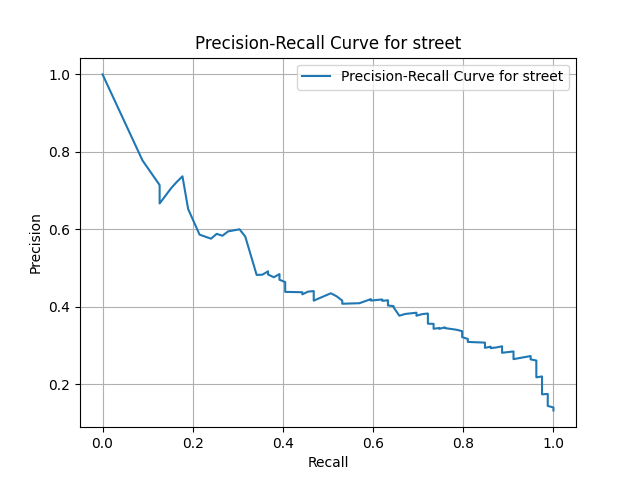 Precision-Recall Curve for street
Precision-Recall Curve for street
1.0
0.8
0.6
0.4
0.2
Precision
0.0 0.2 0.4 0.6 0.8 1.0
Recall